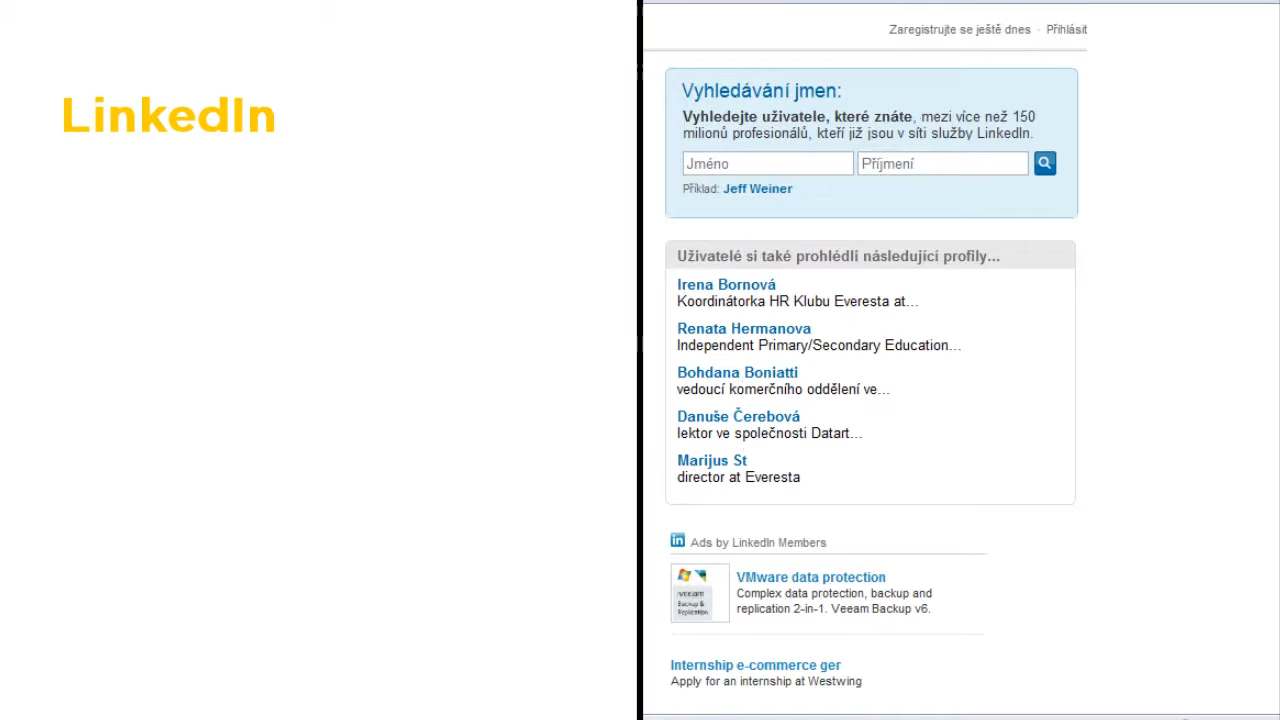 LinkedIn
Zaregistrujte se ještě dnes · Přihlásit
Vyhledávání jmen:
Vyhledejte uživatele, které znáte, mezi více než 150
milionů profesionálů, kteří již jsou v síti služby LinkedIn.
Jméno Příjmení
Příklad: Jeff Weiner
Uživatelé si také prohlédli následující profily...
Irena Bornová
Koordinátorka HR Klubu Everesta at...
Renata Hermanova
Independent Primary/Secondary Education...
Bohdana Boniatti
vedoucí komerčního oddělení ve...
Danuše Čerebová
lektor ve společnosti Datart...
Marijus St
director at Everesta
in Ads by LinkedIn Members
VMware data protection
Complex data protection, backup and
replication 2-in-1. Veeam Backup v6.
veeam
Backup &
Replication
Internship e-commerce ger
Apply for an internship at Westwing